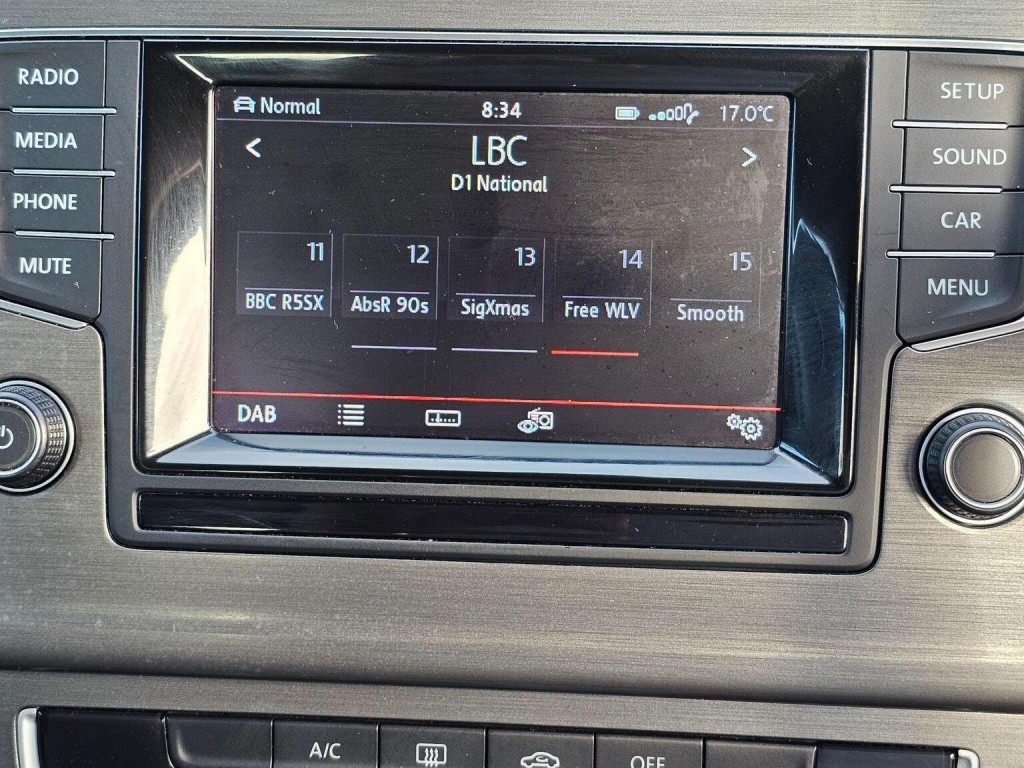 RADIO
MEDIA
PHONE
MUTE
Normal
8:34
17.0°C
<
LBC
>
D1 National
11
12
13
14
15
BBC R5SX
AbsR 90s
SigXmas
Free WLV
Smooth
DAB
SETUP
SOUND
CAR
MENU
A/C
OFF